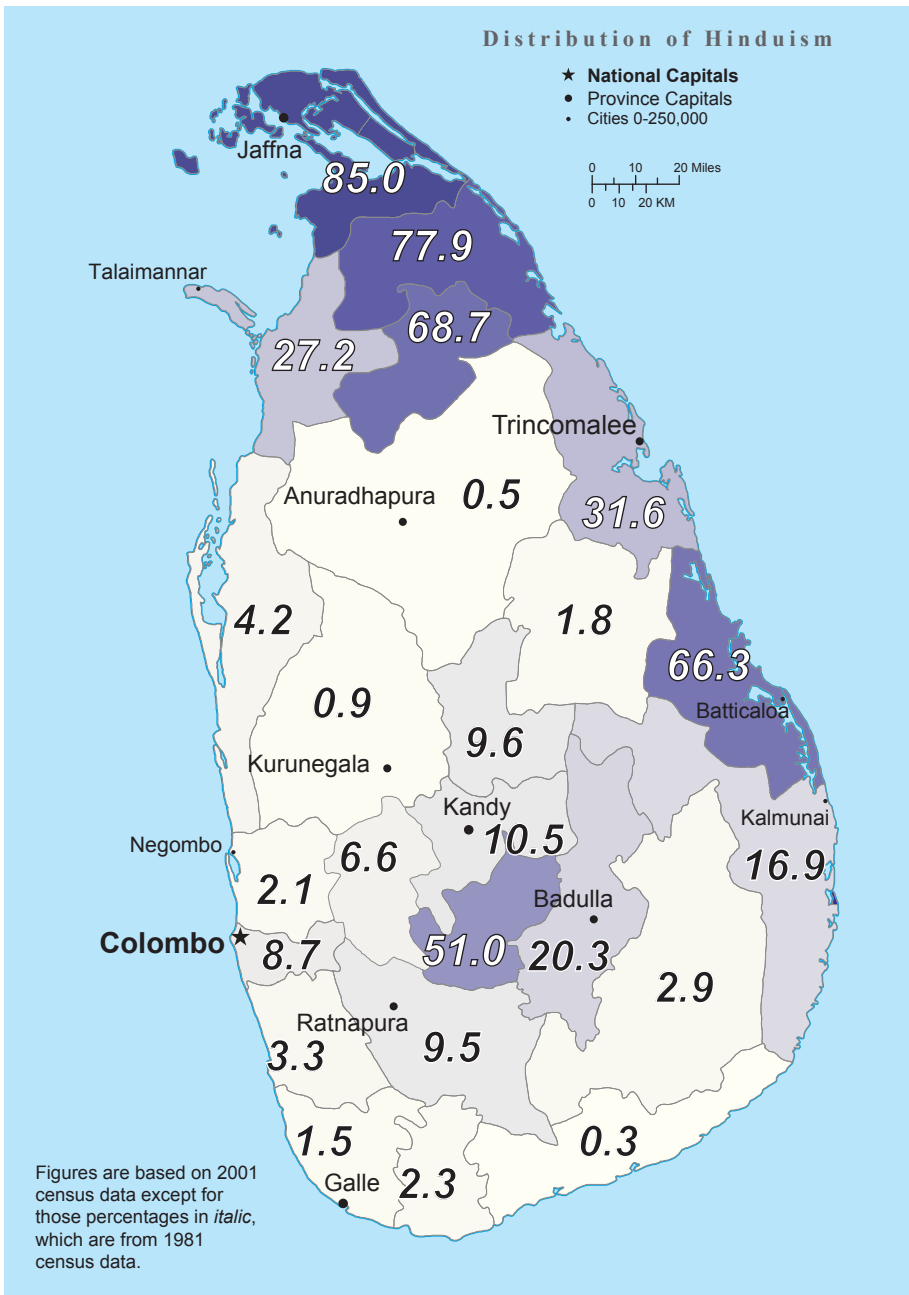 Distribution of Hinduism
★ National Capitals
• Province Capitals
• Cities 0-250,000
0 10 20 Miles
0 10 20 KM
Jaffna
85.0
77.9
Talaimannar
68.7
27.2
Trincomalee
Anuradhapura
0.5
31.6
4.2
1.8
66.3
0.9
Batticaloa
9.6
Kurunegala
Kandy
Kalmunai
Negombo
6.6
10.5
16.9
2.1
Badulla
Colombo
8.7
51.0
20.3
2.9
Ratnapura
3.3
9.5
1.5
0.3
Galle
2.3
Figures are based on 2001
census data except for
those percentages in italic,
which are from 1981
census data.